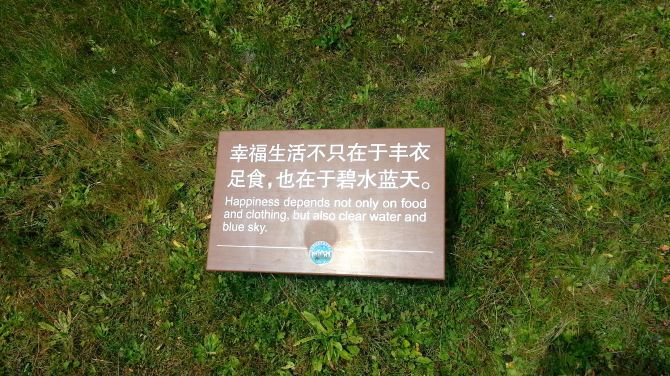 幸福生活不只在于丰衣
足食,也在于碧水蓝天。
Happiness depends not only on food
and clothing, but also clear water and
blue sky.